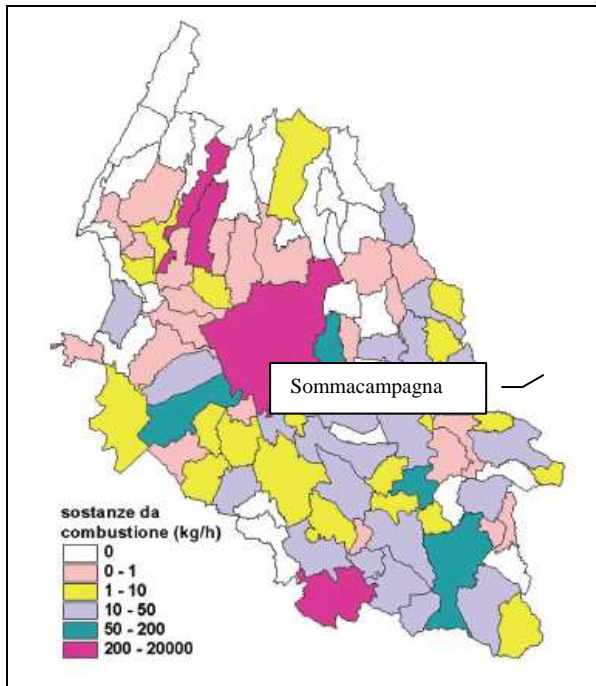 Sommacampagna
sostanze da
combustione (kg/h)
0
0 - 1
1 - 10
10 - 50
50 - 200
200 - 20000